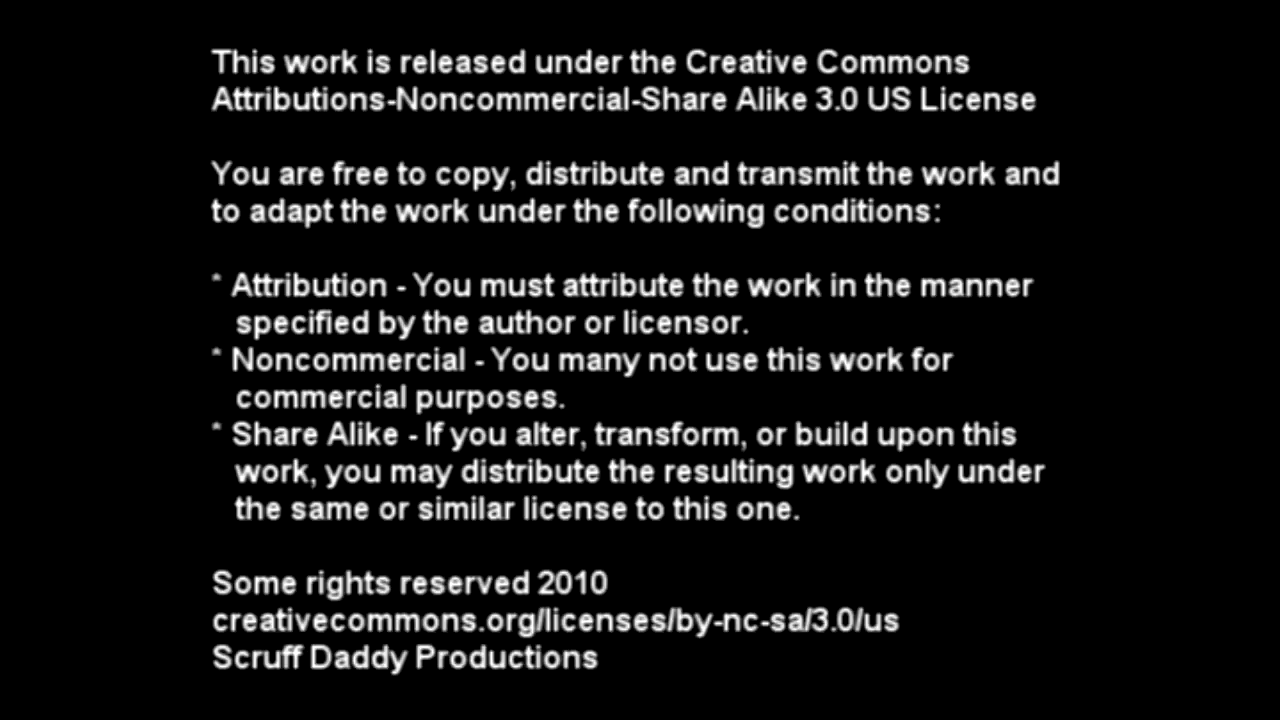 This work is released under the Creative Commons
Attributions-Noncommercial-Share Alike 3.0 US License
You are free to copy, distribute and transmit the work and
to adapt the work under the following conditions:
* Attribution - You must attribute the work in the manner
specified by the author or licensor.
* Noncommercial - You many not use this work for
commercial purposes.
* Share Alike - If you alter, transform, or build upon this
work, you may distribute the resulting work only under
the same or similar license to this one.
Some rights reserved 2010
creativecommons.org/licenses/by-nc-sa/3.0/us
Scruff Daddy Productions